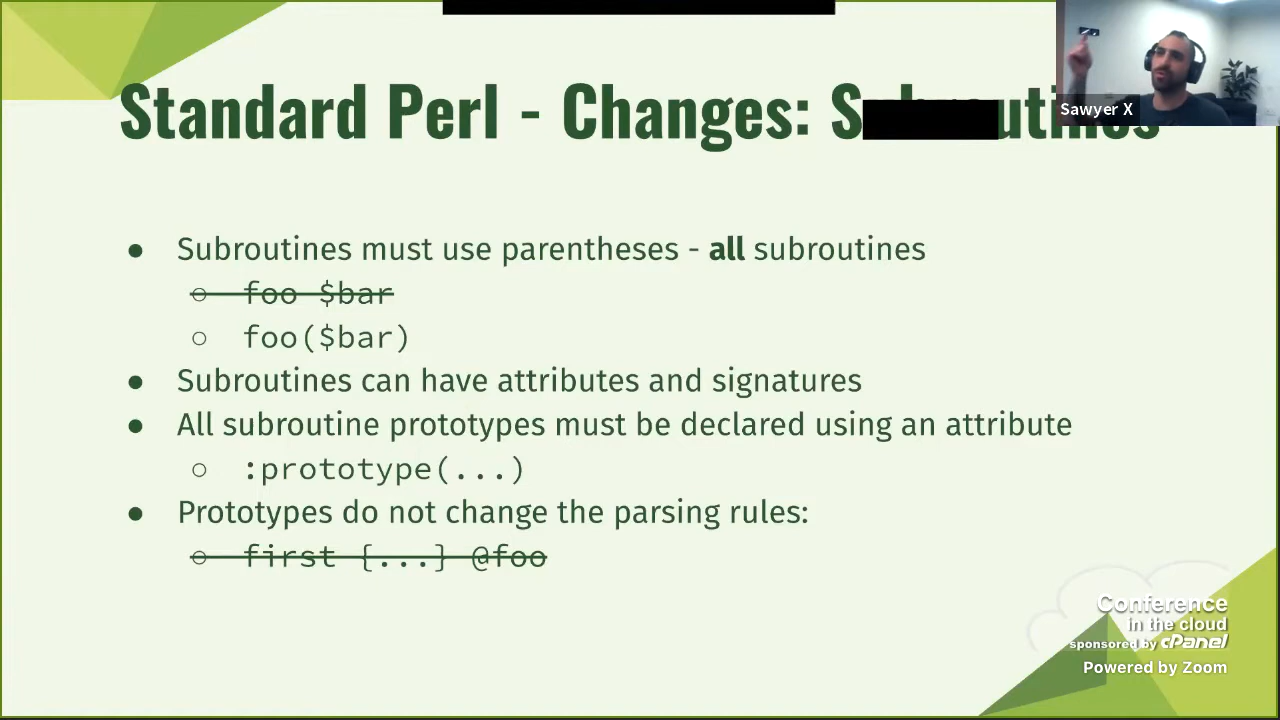 Standard Perl - Changes:
Sawyer X
● Subroutines must use parentheses - all subroutines
○ foo $bar
○ foo($bar)
● Subroutines can have attributes and signatures
● All subroutine prototypes must be declared using an attribute
○ :prototype(...)
● Prototypes do not change the parsing rules:
○ first {...} @foo
Conference
in the cloud
sponsored by cPanel
Powered by Zoom